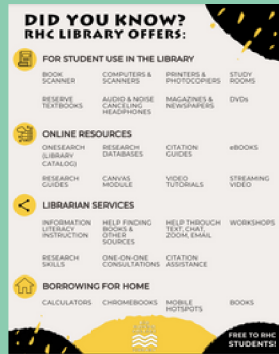 DID YOU KNOW?
RHC LIBRARY OFFERS:
FOR STUDENT USE IN THE LIBRARY
BOOK SCANNER
COMPUTERS & SCANNERS
PRINTERS & PHOTOCOPIERS
STUDY ROOMS
RESERVE TEXTBOOKS
AUDIO & NOISE CANCELING HEADPHONES
MAGAZINES & NEWSPAPERS
DVDs
ONLINE RESOURCES
ONESEARCH (LIBRARY CATALOG)
RESEARCH DATABASES
CITATION GUIDES
eBOOKS
RESEARCH GUIDES
CANVAS MODULE
VIDEO TUTORIALS
STREAMING VIDEO
LIBRARIAN SERVICES
INFORMATION LITERACY INSTRUCTION
HELP FINDING BOOKS & OTHER SOURCES
HELP THROUGH TEXT, CHAT, ZOOM, EMAIL
WORKSHOPS
RESEARCH SKILLS
ONE-ON-ONE CONSULTATIONS
CITATION ASSISTANCE
BORROWING FOR HOME
CALCULATORS
CHROMEBOOKS
MOBILE HOTSPOTS
BOOKS
FREE TO RHC
STUDENTS!